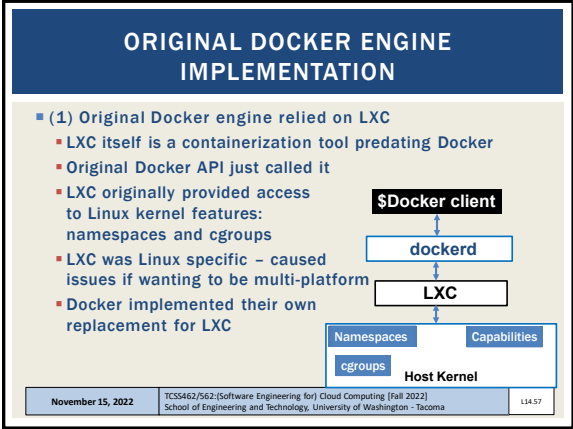 ORIGINAL DOCKER ENGINE
IMPLEMENTATION
(1) Original Docker engine relied on LXC
LXC itself is a containerization tool predating Docker
Original Docker API just called it
LXC originally provided access
to Linux kernel features:
namespaces and cgroups
LXC was Linux specific – caused
issues if wanting to be multi-platform
Docker implemented their own
replacement for LXC
$Docker client
dockerd
LXC
Namespaces
Capabilities
cgroups
Host Kernel
November 15, 2022
TCSS462/562:(Software Engineering for) Cloud Computing [Fall 2022]
School of Engineering and Technology, University of Washington - Tacoma
L14.57